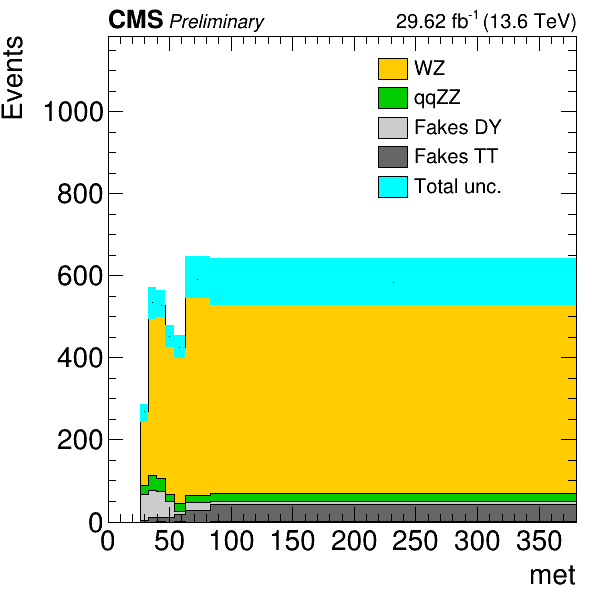 CMS Preliminary 29.62 fb⁻¹ (13.6 TeV)
Events
WZ
qqZZ
Fakes DY
Fakes TT
Total unc.
1000
800
600
400
200
0
0 50 100 150 200 250 300 350
met